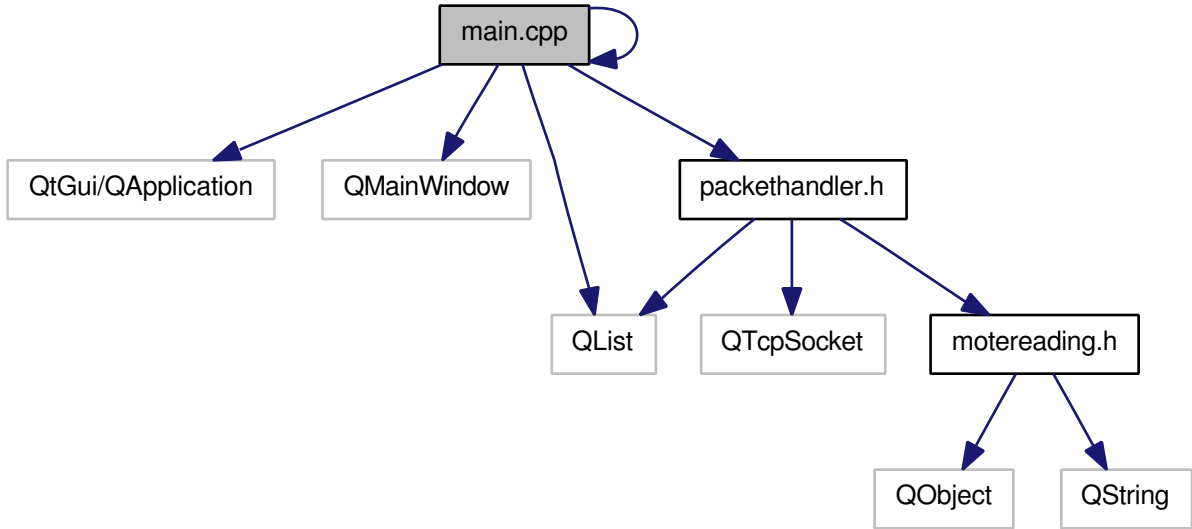 main.cpp
QtGui/QApplication
QMainWindow
packethandler.h
QList
QTcpSocket
motereading.h
QObject
QString